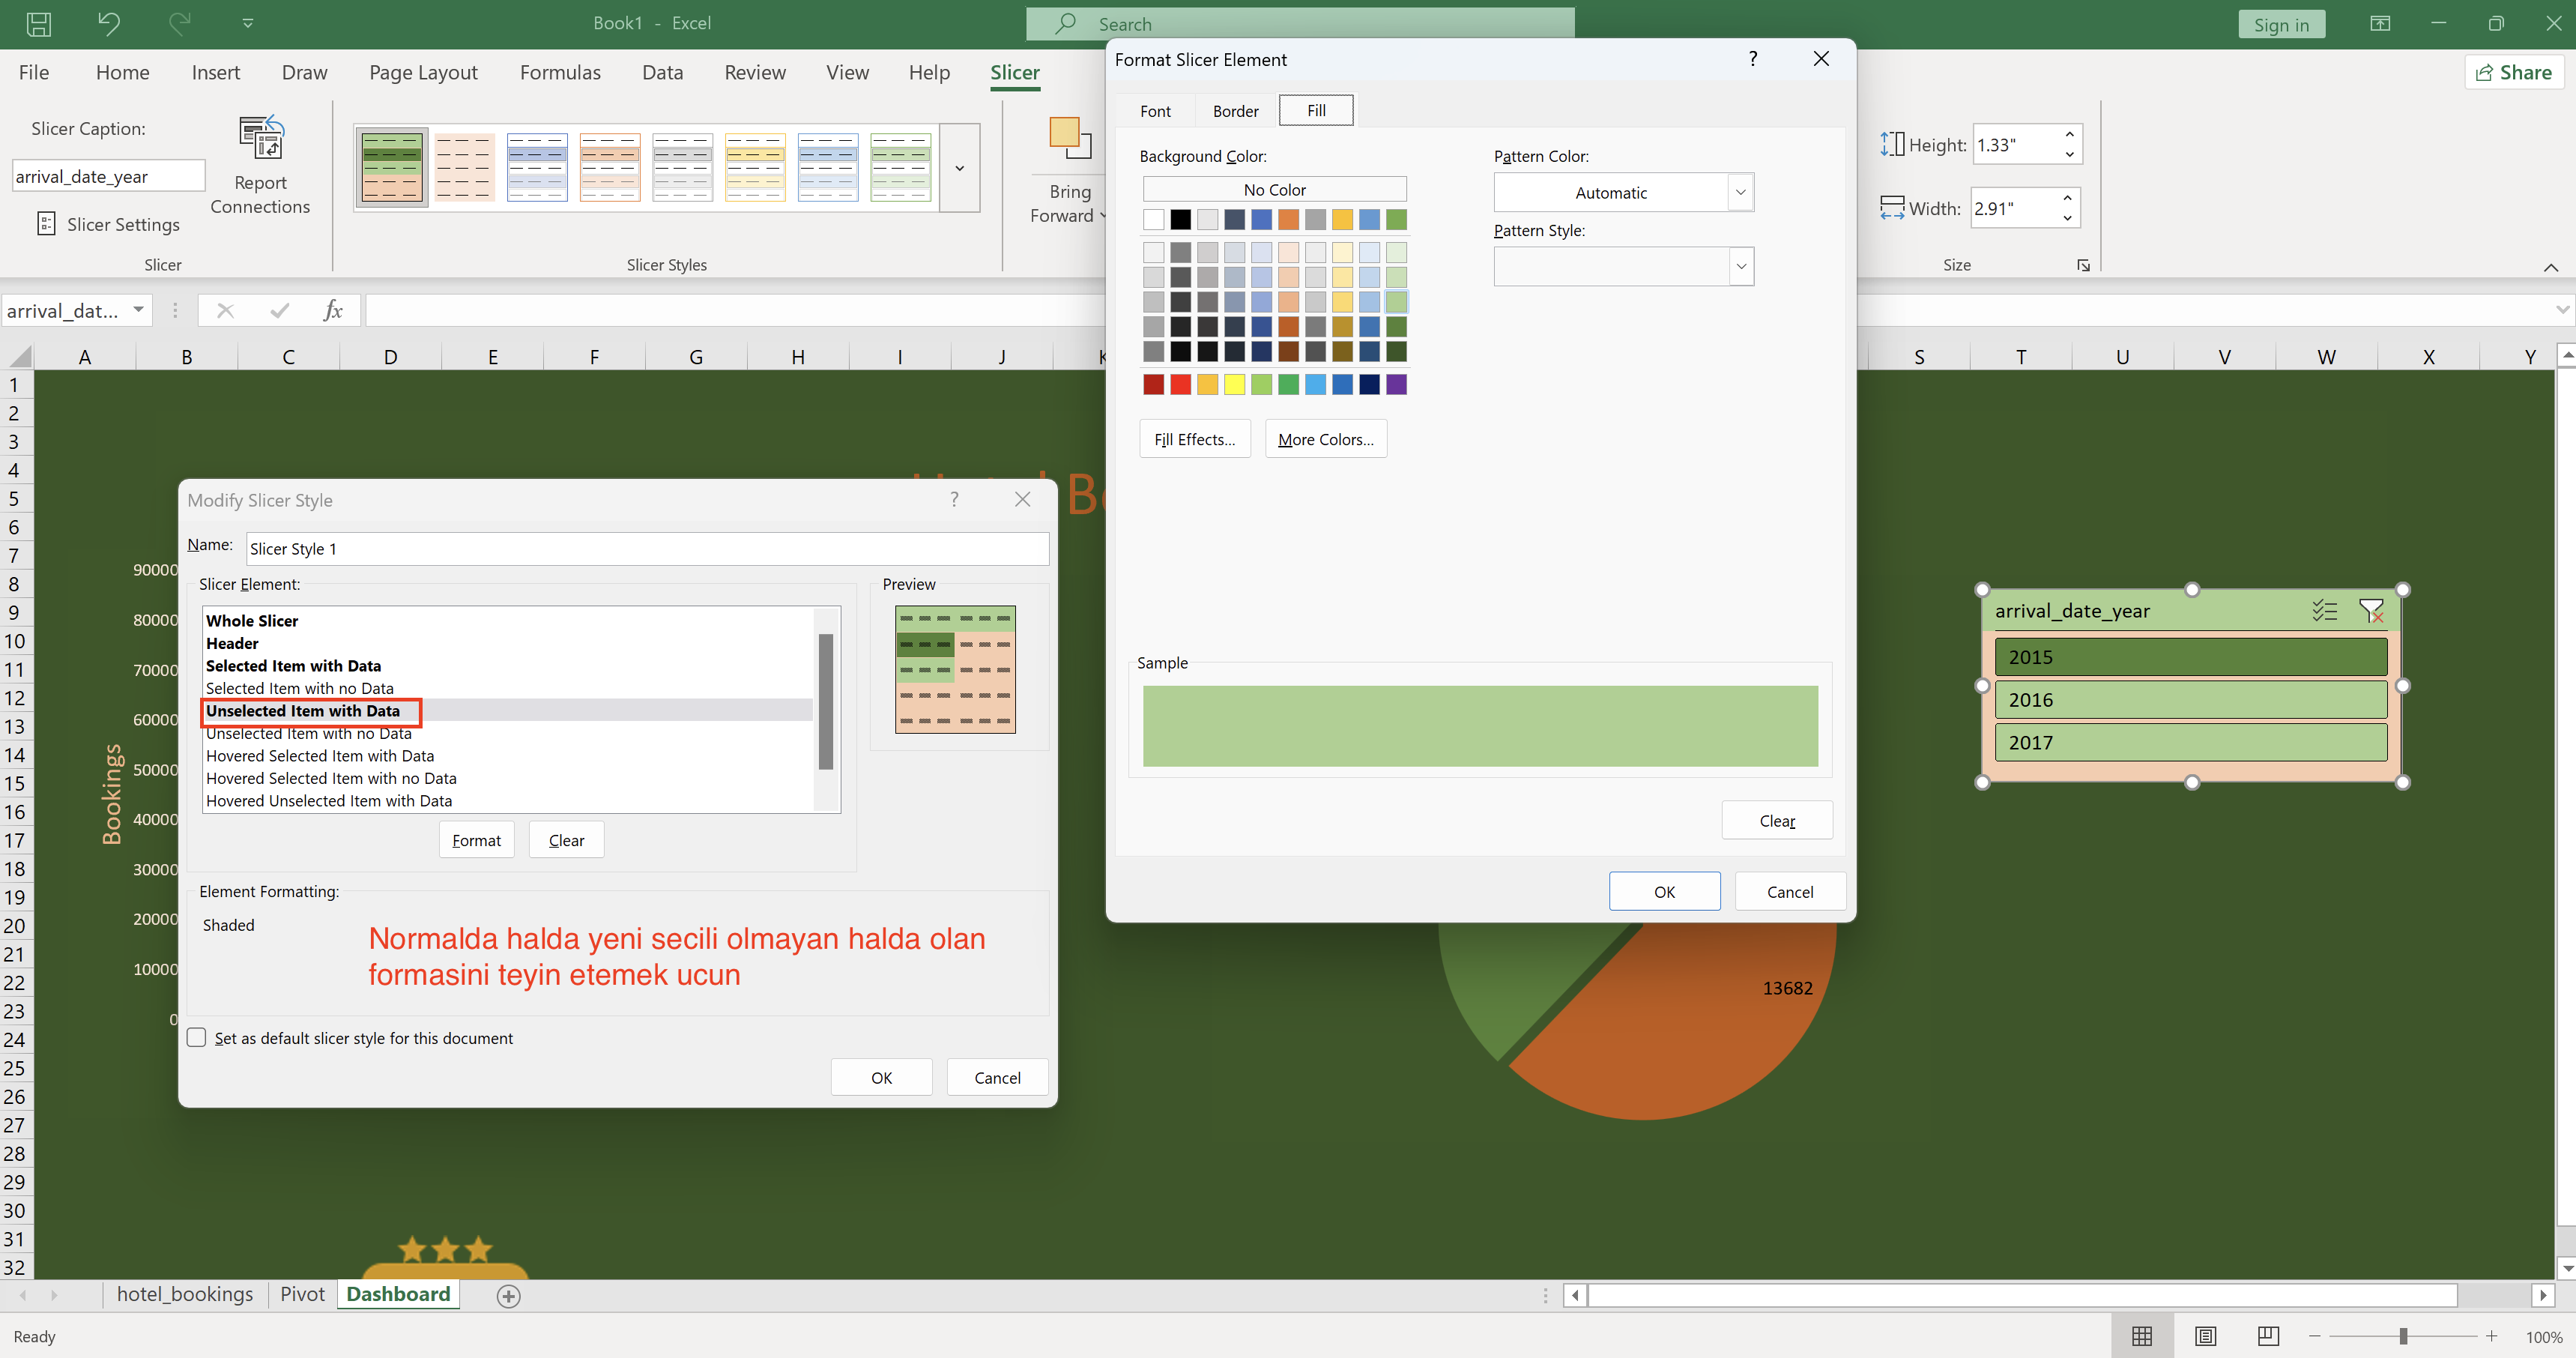 Book1 - Excel
Search
Sign in
File Home Insert Draw Page Layout Formulas Data Review View Help Slicer
Share
Slicer Caption:
arrival_date_year
Slicer Settings
Report
Connections
Slicer
Slicer Styles
Bring
Forward
Height: 1.33"
Width: 2.91"
Size
arrival_dat...
fx
A B C D E F G H I J K S T U V W X Y
1
2
3
4
5
6
7
8
9
10
11
12
13
14
15
16
17
18
19
20
21
22
23
24
25
26
27
28
29
30
31
32
Format Slicer Element
?
Font Border Fill
Background Color:
Pattern Color:
No Color
Automatic
Pattern Style:
Fill Effects...
More Colors...
Sample
Clear
OK
Cancel
Modify Slicer Style
?
Name: Slicer Style 1
Slicer Element:
Preview
Whole Slicer
Header
Selected Item with Data
Selected Item with no Data
Unselected Item with Data
Unselected Item with no Data
Hovered Selected Item with Data
Hovered Selected Item with no Data
Hovered Unselected Item with Data
Format
Clear
Element Formatting:
Shaded
Normalda halda yeni secili olmayan halda olan
formasini teyin etemek ucun
Set as default slicer style for this document
OK
Cancel
Bookings
90000
80000
70000
60000
50000
40000
30000
20000
10000
0
arrival_date_year
2015
2016
2017
13682
hotel_bookings Pivot Dashboard
Ready
100%